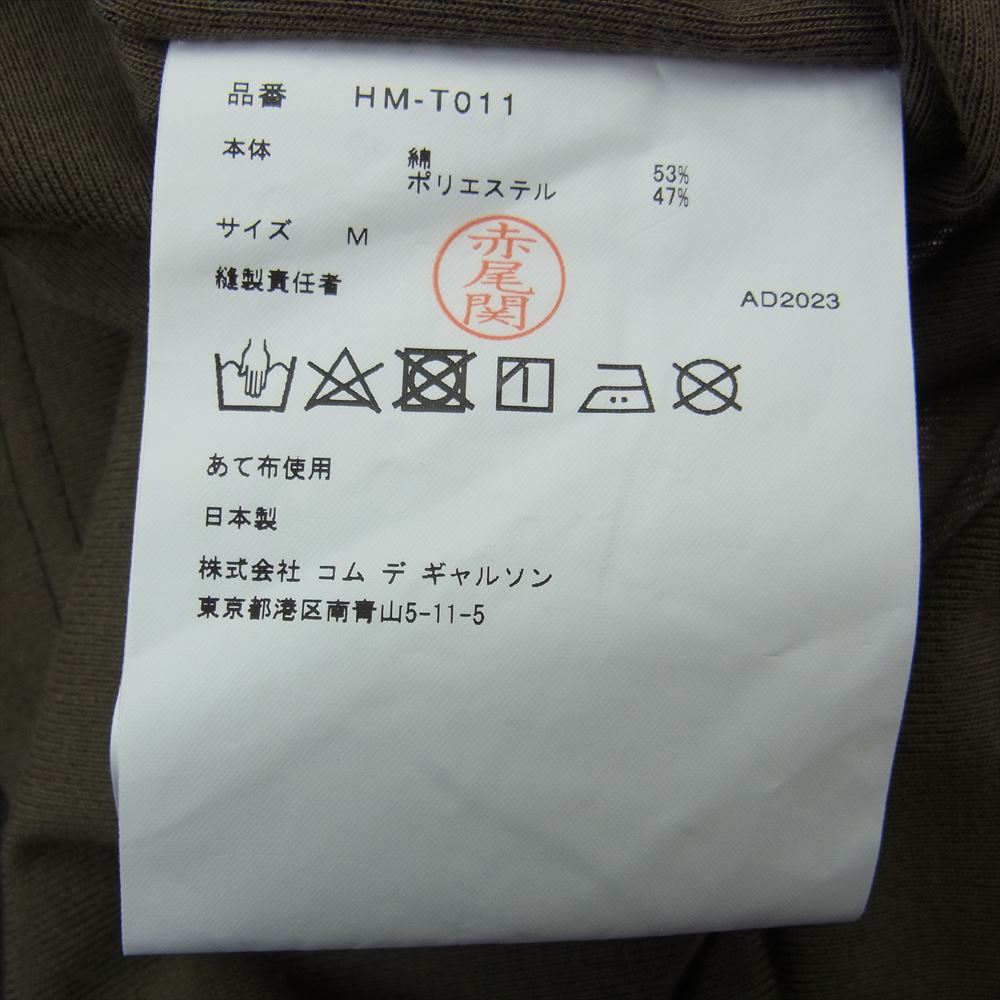 品番 HM-T011
本体 綿 53%
ポリエステル 47%
サイズ M
赤尾関
縫製責任者
AD2023
あて布使用
日本製
株式会社 コム デ ギャルソン
東京都港区南青山5-11-5